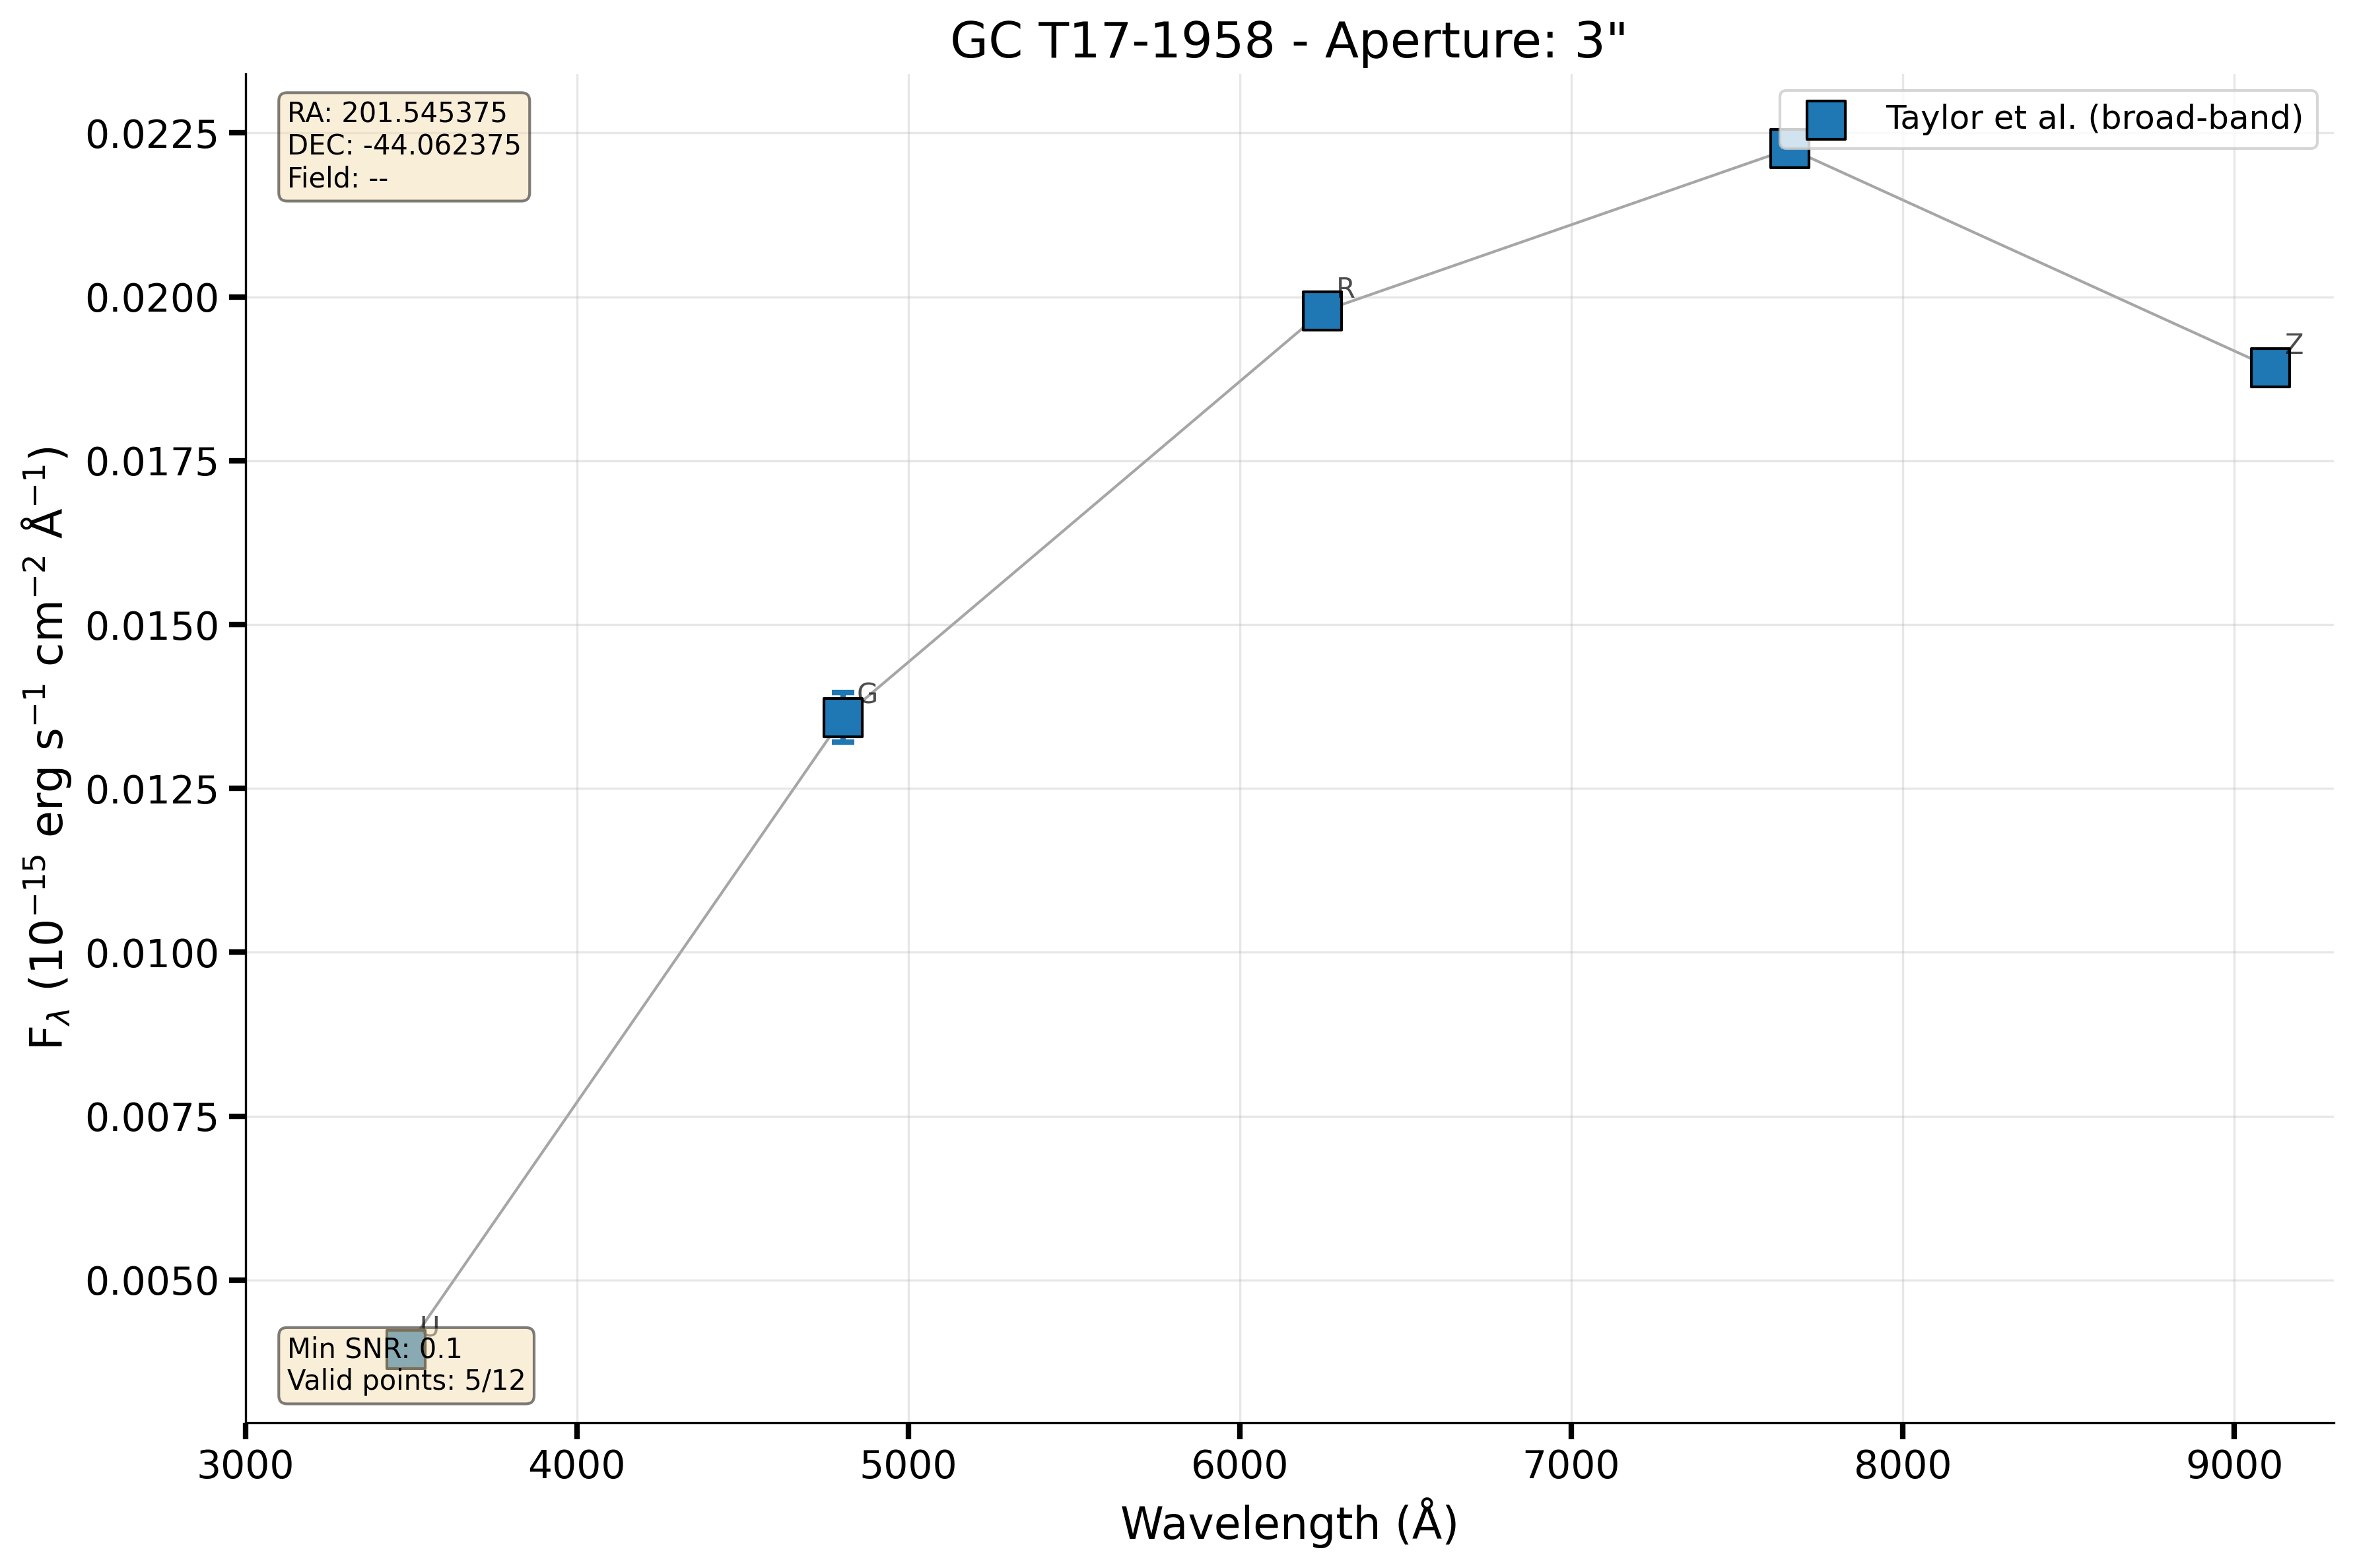 GC T17-1958 - Aperture: 3"
RA: 201.545375
DEC: -44.062375
Field: --
Taylor et al. (broad-band)
0.0225
0.0200
0.0175
0.0150
0.0125
0.0100
0.0075
0.0050
F_λ (10⁻¹⁵ erg s⁻¹ cm⁻² Å⁻¹)
R
Z
G
U
Min SNR: 0.1
Valid points: 5/12
3000 4000 5000 6000 7000 8000 9000
Wavelength (Å)